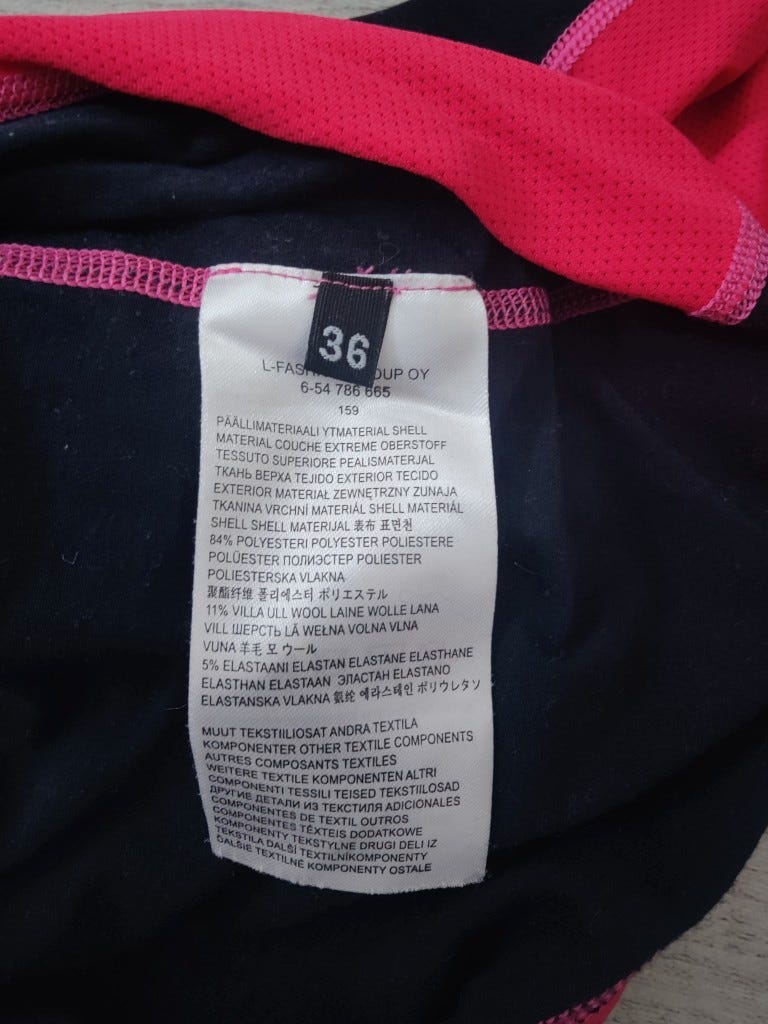 36
L-FASH OUP OY
6-54 786 665
159
PÄÄLLIMATERIAALI YTMATERIAL SHELL
MATERIAL COUCHE EXTREME OBERSTOFF
TESSUTO SUPERIORE PEALISMATERJAL
ТКАНЬ ВЕРХА TEJIDO EXTERIOR TECIDO
EXTERIOR MATERIAŁ ZEWNĘTRZNY ZUNAJA
TKANINA VRCHNÍ MATERIÁL SHELL MATERIÁL
SHELL SHELL MATERIJAL 表布 표면천
84% POLYESTERI POLYESTER POLIESTERE
POLÜESTER ПОЛИЭСТЕР POLIESTER
POLIESTERSKA VLAKNA
聚酯纤维 폴리에스터 ポリエステル
11% VILLA ULL WOOL LAINE WOLLE LANA
VILL ШЕРСТЬ LÃ WEŁNA VOLNA VLNA
VUNA 羊毛 모 ウール
5% ELASTAANI ELASTAN ELASTANE ELASTHANE
ELASTHAN ELASTAAN ЭЛАСТАН ELASTANO
ELASTANSKA VLAKNA 에라스테인 ポリウレタン
MUUT TEKSTIILIOSAT ANDRA TEXTILA
KOMPONENTER OTHER TEXTILE COMPONENTS
AUTRES COMPOSANTS TEXTILES
WEITERE TEXTILE KOMPONENTEN ALTRI
COMPONENTI TESSILI TEISED TEKSTIILOSAD
ДРУГИЕ ДЕТАЛИ ИЗ ТЕКСТИЛЯ ADICIONALES
COMPONENTES DE TEXTIL OUTROS
COMPONENTES TÊXTEIS DODATKOWE
KOMPONENTY TEKSTYLNE DRUGI DELI IZ
TEKSTILA DALŠÍ TEXTILNÍKOMPONENTY
ĎALŠIE TEXTILNÉ KOMPONENTY OSTALE